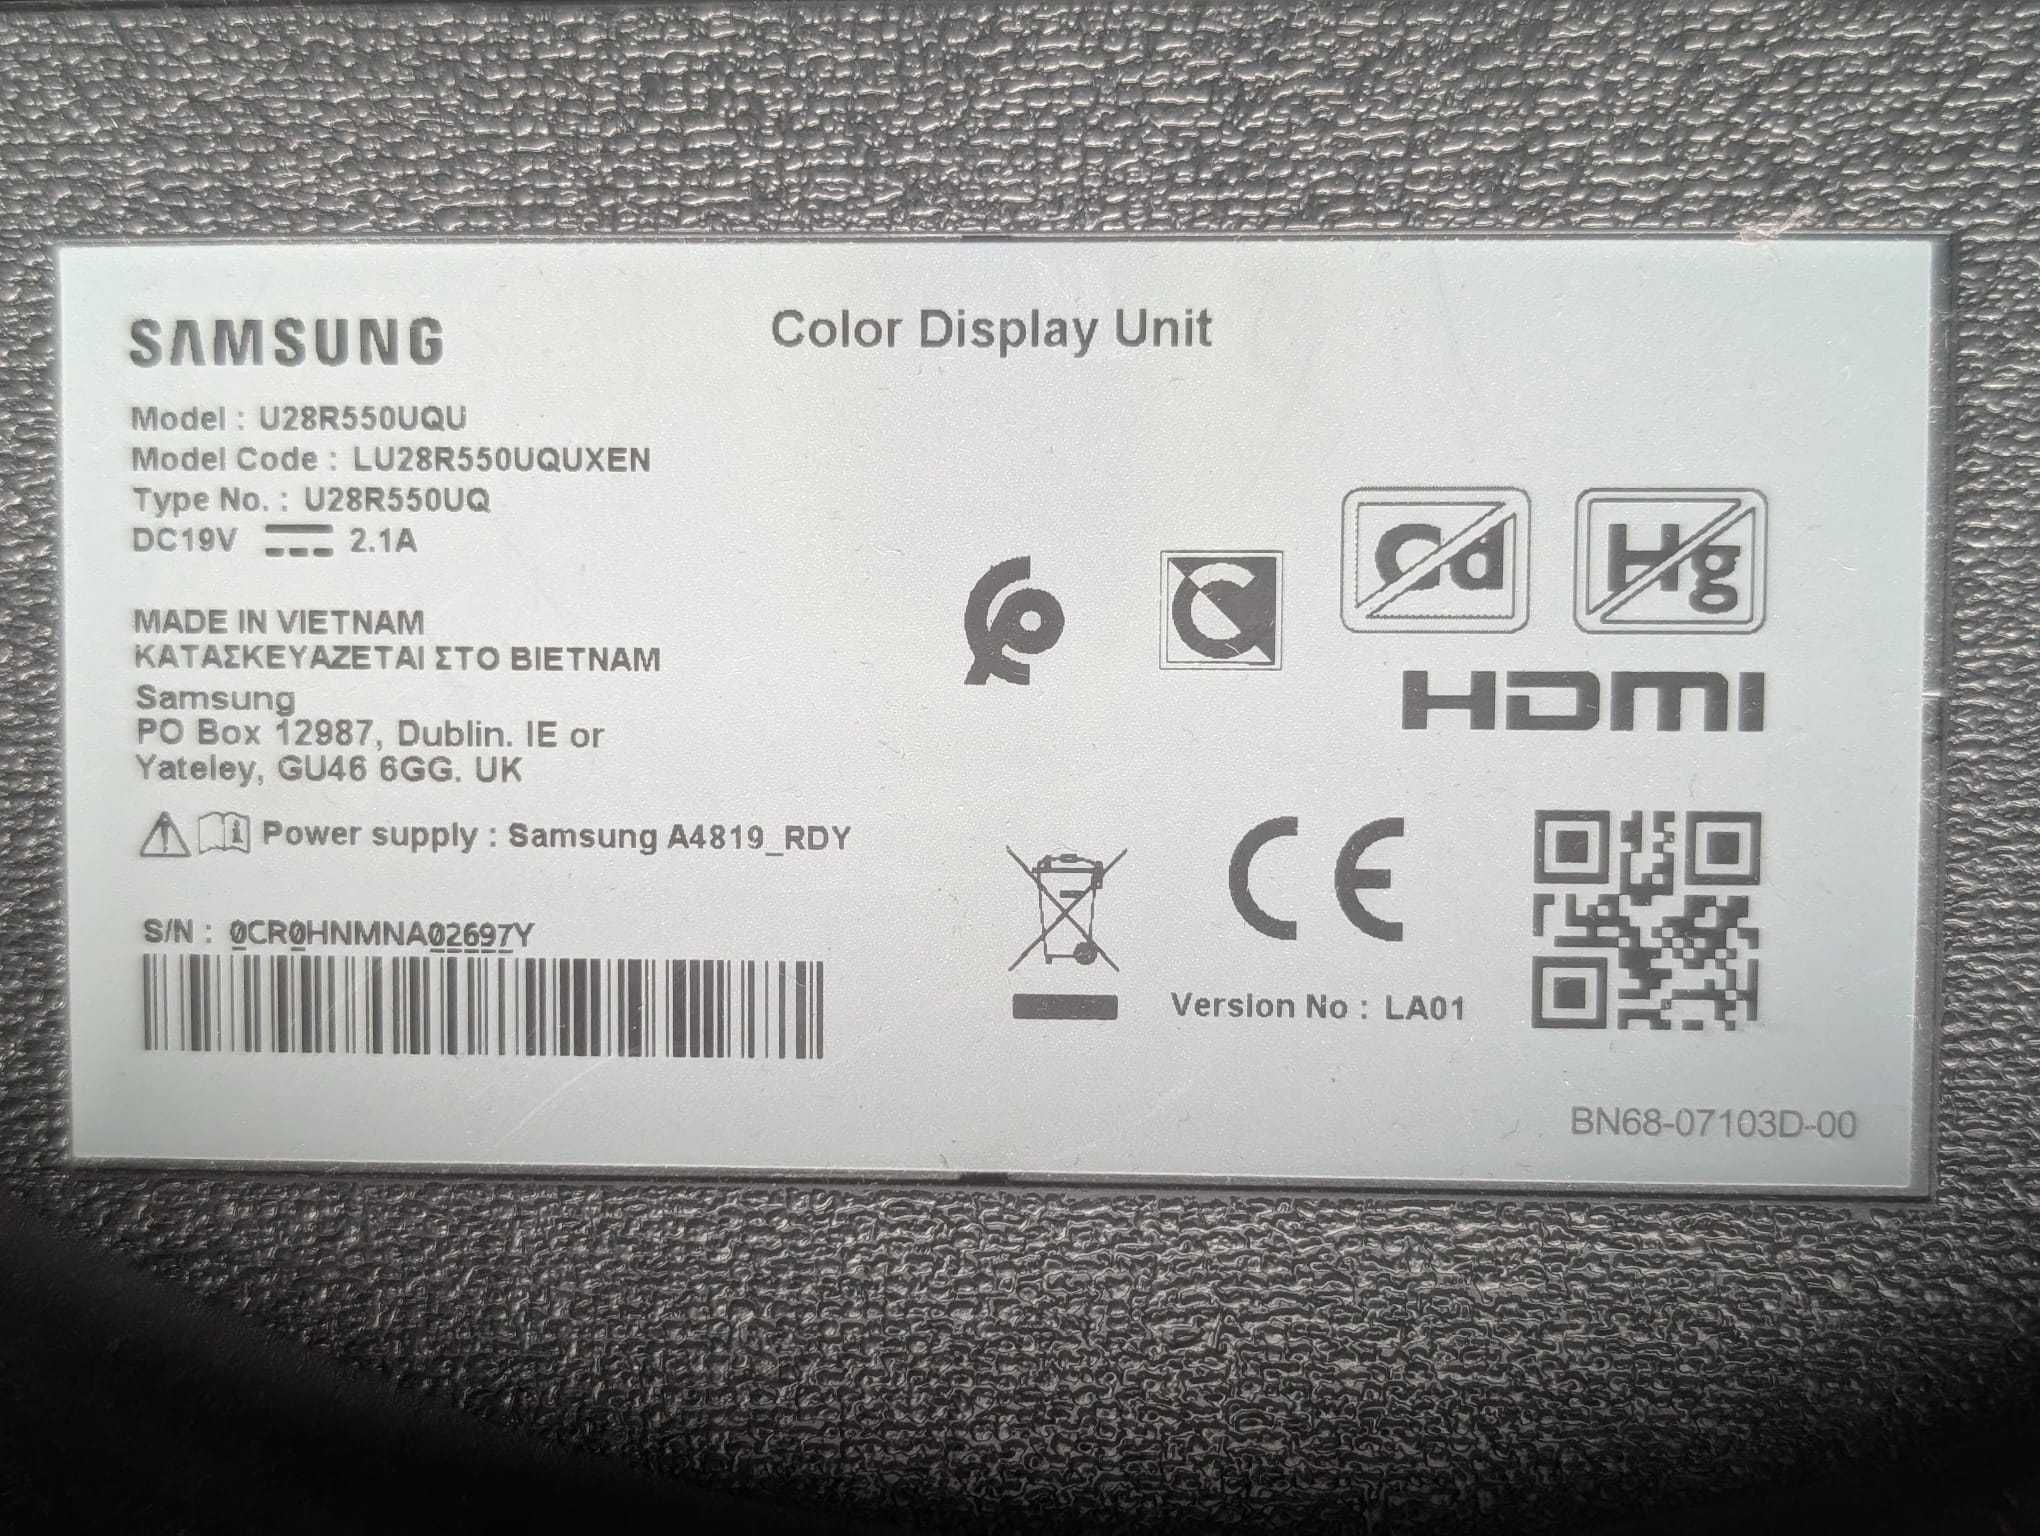 SAMSUNG
Color Display Unit
Model : U28R550UQU
Model Code : LU28R550UQUXEN
Type No. : U28R550UQ
DC19V 2.1A
MADE IN VIETNAM
ΚΑΤΑΣΚΕΥΑΖΕΤΑΙ ΣΤΟ ΒΙΕΤΝΑΜ
Samsung
PO Box 12987, Dublin. IE or
Yateley, GU46 6GG. UK
Power supply : Samsung A4819_RDY
S/N : 0CR0HNMNA02697Y
Cd
Hg
HDMI
CE
Version No : LA01
BN68-07103D-00